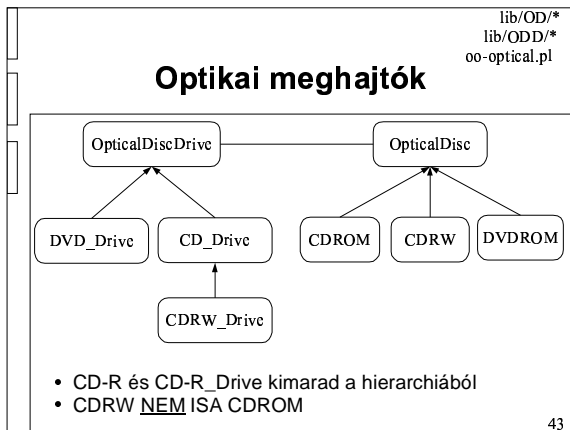 lib/OD/*
lib/ODD/*
oo-optical.pl
Optikai meghajtók
OpticalDiscDrive
OpticalDisc
DVD_Drive
CD_Drive
CDROM
CDRW
DVDROM
CDRW_Drive
• CD-R és CD-R_Drive kimarad a hierarchiából
• CDRW NEM ISA CDROM
43